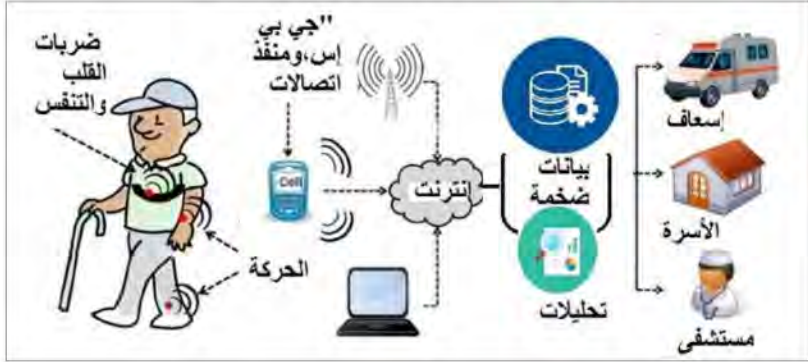 ضربات
القلب
والتنفس
"جي بي
إس،ومنفذ
اتصالات
Cell
الحركة
إنترنت
بيانات
ضخمة
تحليلات
إسعاف
الأسرة
مستشفى